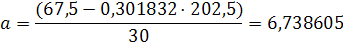 a = (67,5 − 0,301832 · 202,5) / 30 = 6,738605